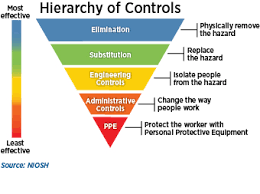 Hierarchy of Controls
Most
effective
Elimination
Physically remove
the hazard
Substitution
Replace
the hazard
Engineering
Controls
Isolate people
from the hazard
Administrative
Controls
Change the way
people work
PPE
Protect the worker with
Personal Protective Equipment
Least
effective
Source: NIOSH